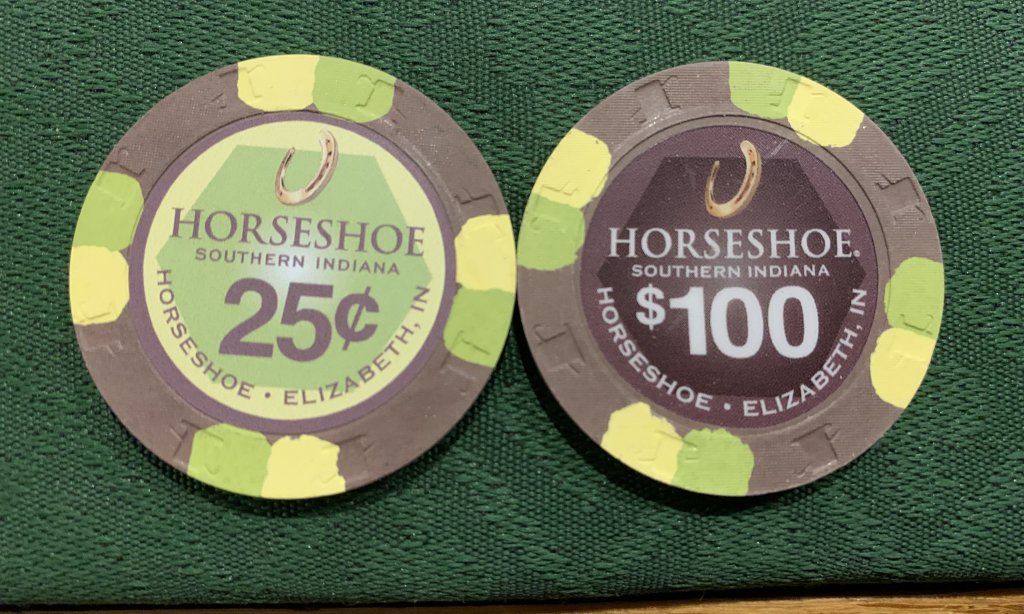 HORSESHOE
SOUTHERN INDIANA
25¢
HORSESHOE • ELIZABETH, IN
HORSESHOE.
SOUTHERN INDIANA
$100
HORSESHOE • ELIZABETH, IN